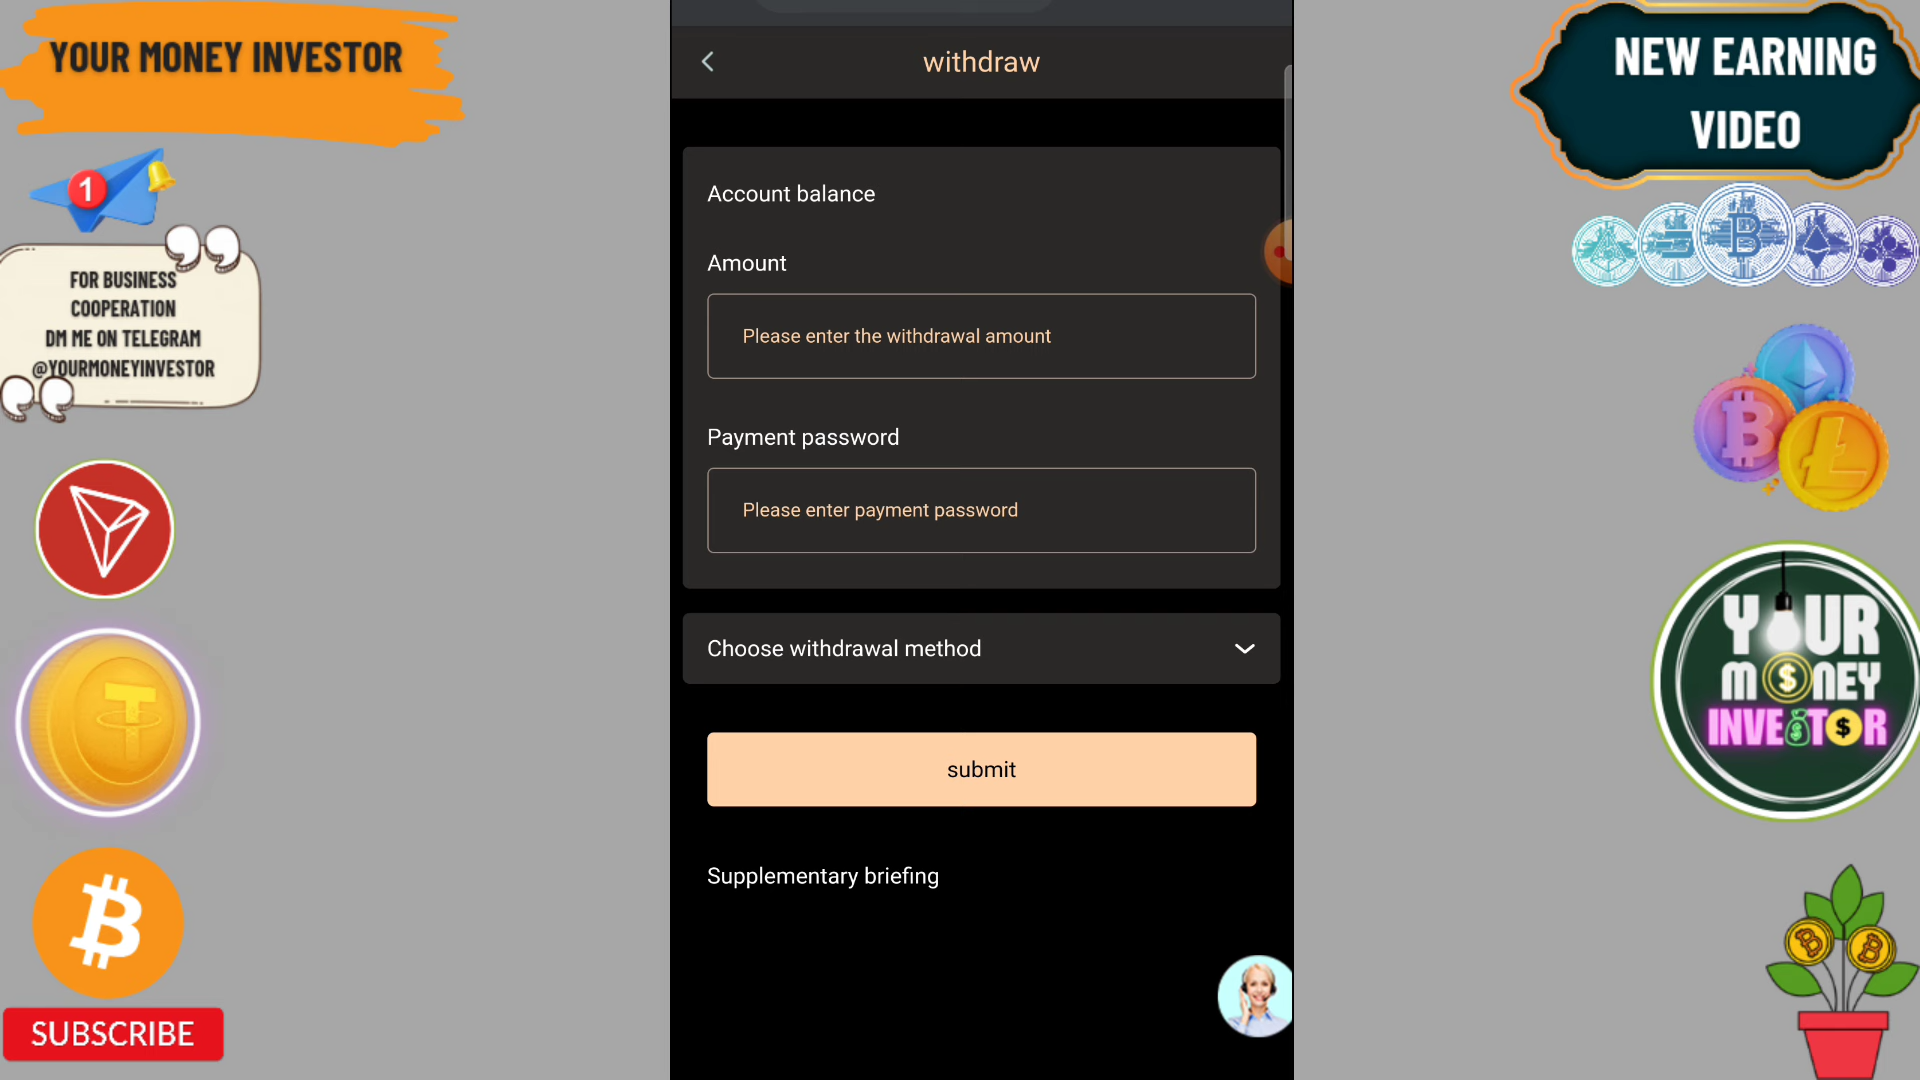 YOUR MONEY INVESTOR
1
FOR BUSINESS
COOPERATION
DM ME ON TELEGRAM
@YOURMONEYINVESTOR
SUBSCRIBE
withdraw
Account balance
Amount
Please enter the withdrawal amount
Payment password
Please enter payment password
Choose withdrawal method
submit
Supplementary briefing
NEW EARNING
VIDEO
YOUR
MONEY
INVESTOR